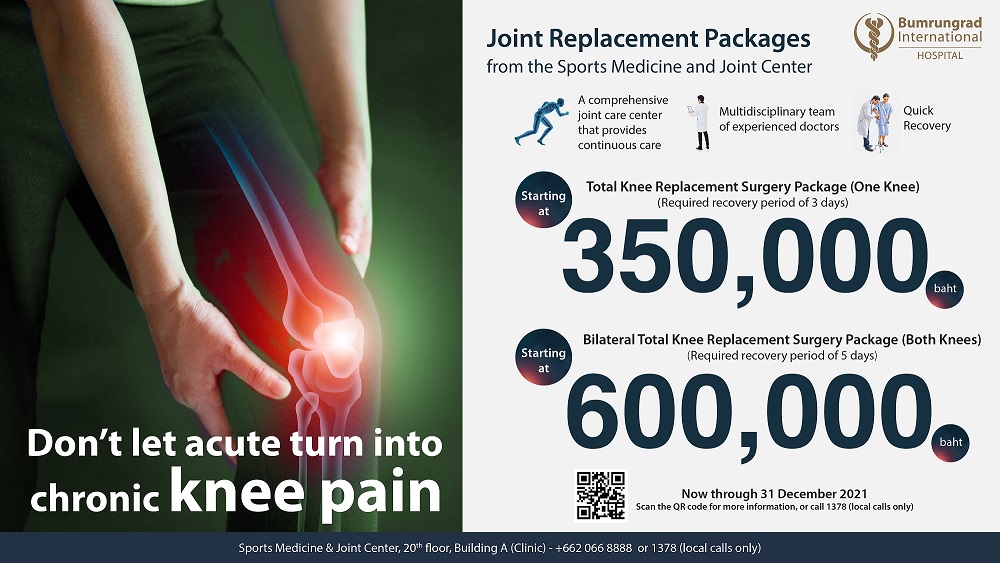 Don't let acute turn into
chronic knee pain
Joint Replacement Packages
from the Sports Medicine and Joint Center
Bumrungrad
International
HOSPITAL
A comprehensive
joint care center
that provides
continuous care
Multidisciplinary team
of experienced doctors
Quick
Recovery
Starting
at
Total Knee Replacement Surgery Package (One Knee)
(Required recovery period of 3 days)
350,000
baht
Starting
at
Bilateral Total Knee Replacement Surgery Package (Both Knees)
(Required recovery period of 5 days)
600,000
baht
Now through 31 December 2021
Scan the QR code for more information, or call 1378 (local calls only)
Sports Medicine & Joint Center, 20th floor, Building A (Clinic) - +662 066 8888 or 1378 (local calls only)